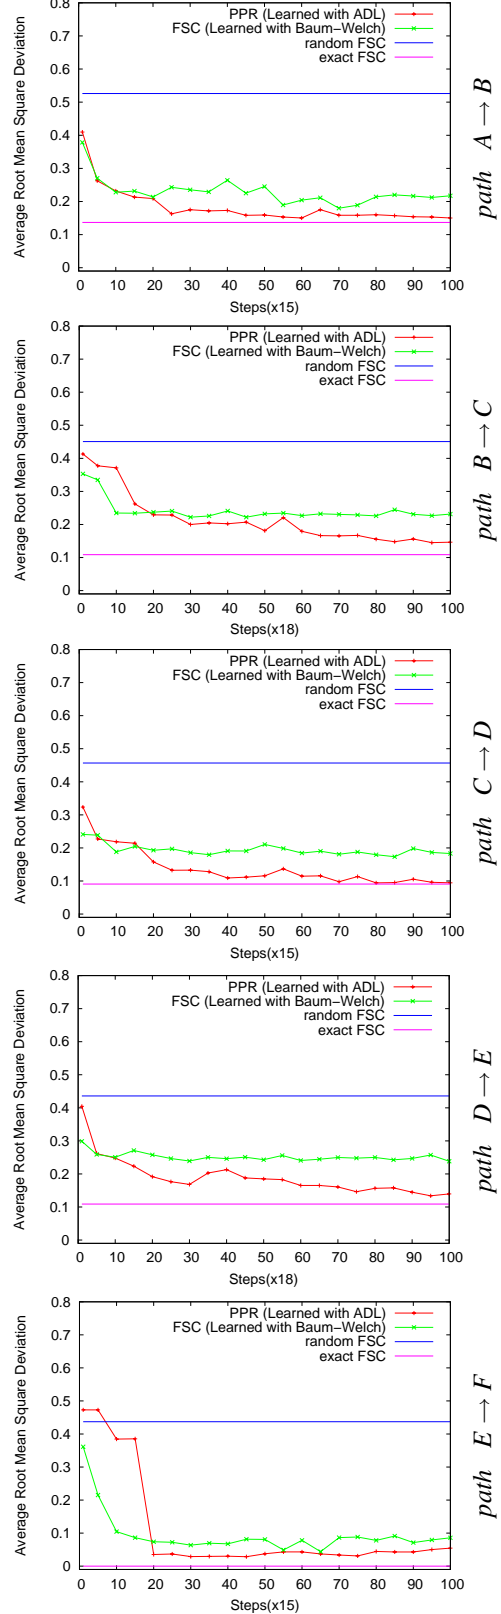 PPR (Learned with ADL)
FSC (Learned with Baum-Welch)
random FSC
exact FSC
Average Root Mean Square Deviation
0.8
0.7
0.6
0.5
0.4
0.3
0.2
0.1
0
0 10 20 30 40 50 60 70 80 90 100
Steps(x15)
path A → B
PPR (Learned with ADL)
FSC (Learned with Baum-Welch)
random FSC
exact FSC
Average Root Mean Square Deviation
0.8
0.7
0.6
0.5
0.4
0.3
0.2
0.1
0
0 10 20 30 40 50 60 70 80 90 100
Steps(x18)
path B → C
PPR (Learned with ADL)
FSC (Learned with Baum-Welch)
random FSC
exact FSC
Average Root Mean Square Deviation
0.8
0.7
0.6
0.5
0.4
0.3
0.2
0.1
0
0 10 20 30 40 50 60 70 80 90 100
Steps(x15)
path C → D
PPR (Learned with ADL)
FSC (Learned with Baum-Welch)
random FSC
exact FSC
Average Root Mean Square Deviation
0.8
0.7
0.6
0.5
0.4
0.3
0.2
0.1
0
0 10 20 30 40 50 60 70 80 90 100
Steps(x18)
path D → E
PPR (Learned with ADL)
FSC (Learned with Baum-Welch)
random FSC
exact FSC
Average Root Mean Square Deviation
0.8
0.7
0.6
0.5
0.4
0.3
0.2
0.1
0
0 10 20 30 40 50 60 70 80 90 100
Steps(x15)
path E → F